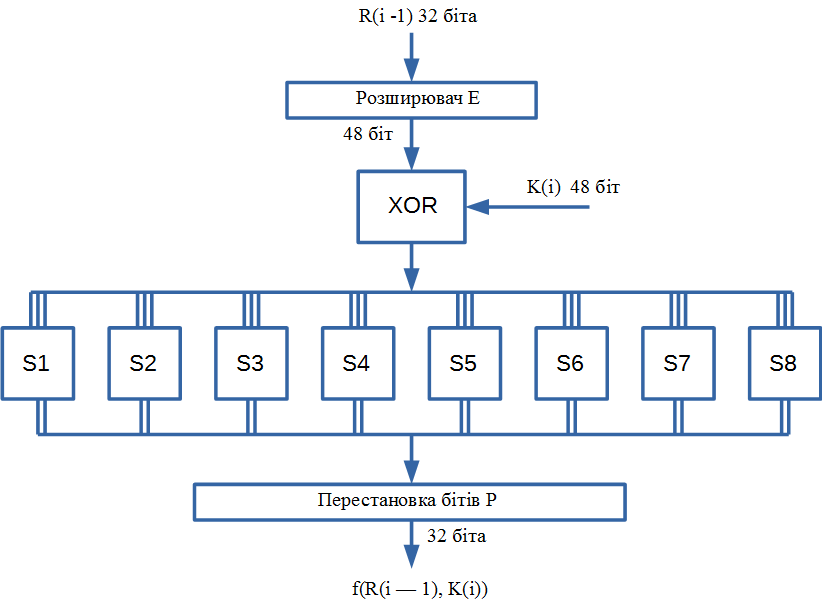 R(i -1) 32 біта
Розширювач E
48 біт
K(i) 48 біт
XOR
S1 S2 S3 S4 S5 S6 S7 S8
Перестановка бітів P
32 біта
f(R(i — 1), K(i))